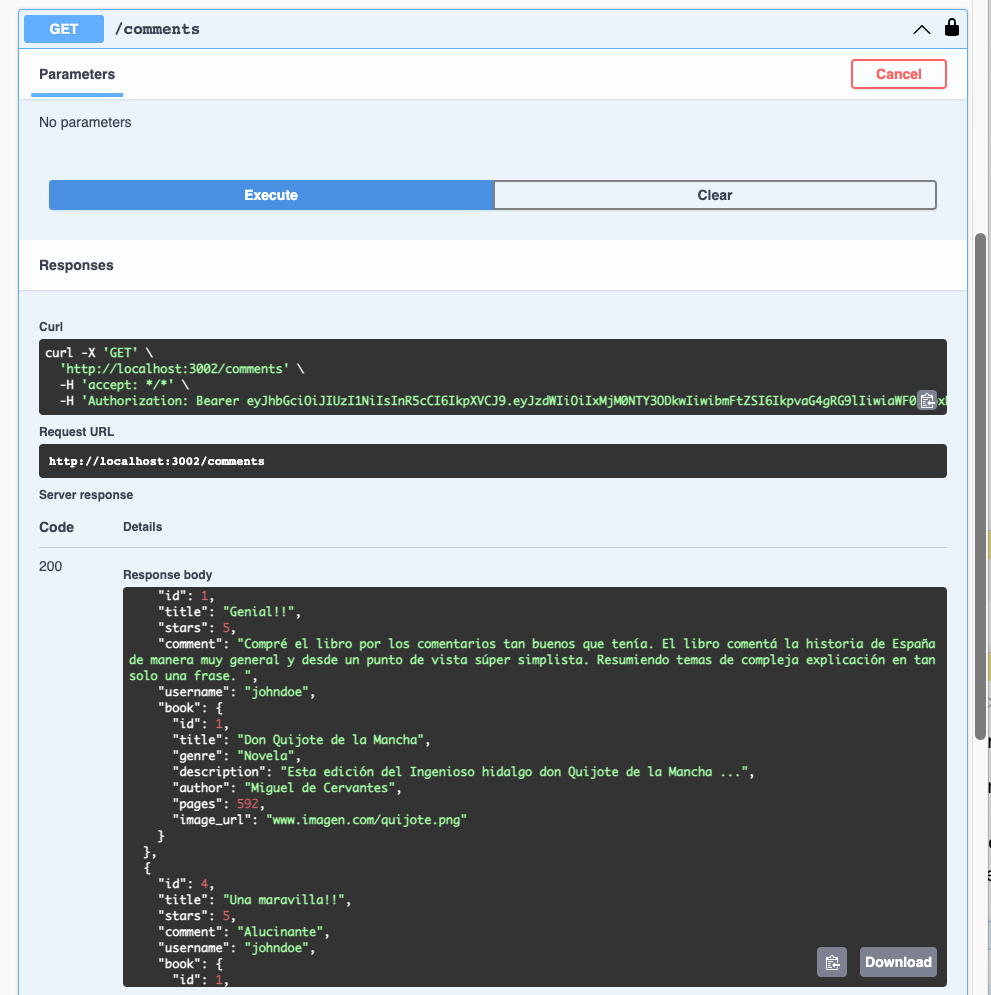 GET /comments
Parameters
Cancel
No parameters
Execute
Clear
Responses
Curl
curl -X 'GET' \
'http://localhost:3002/comments' \
-H 'accept: */*' \
-H 'Authorization: Bearer eyJhbGciOiJIUzI1NiIsInR5cCI6IkpXVCJ9.eyJzdWIiOiIxMjM0NTY3ODkwIiwibmFtZSI6IkpvaG4gRG9lIiwiaWF0
Request URL
http://localhost:3002/comments
Server response
Code Details
200
Response body
"id": 1,
"title": "Genial!!",
"stars": 5,
"comment": "Compré el libro por los comentarios tan buenos que tenía. El libro comentá la historia de España
de manera muy general y desde un punto de vista súper simplista. Resumiendo temas de compleja explicación en tan
solo una frase. ",
"username": "johndoe",
"book": {
"id": 1,
"title": "Don Quijote de la Mancha",
"genre": "Novela",
"description": "Esta edición del Ingenioso hidalgo don Quijote de la Mancha ...",
"author": "Miguel de Cervantes",
"pages": 592,
"image_url": "www.imagen.com/quijote.png"
}
},
{
"id": 4,
"title": "Una maravilla!!",
"stars": 5,
"comment": "Alucinante",
"username": "johndoe",
"book": {
"id": 1,
Download